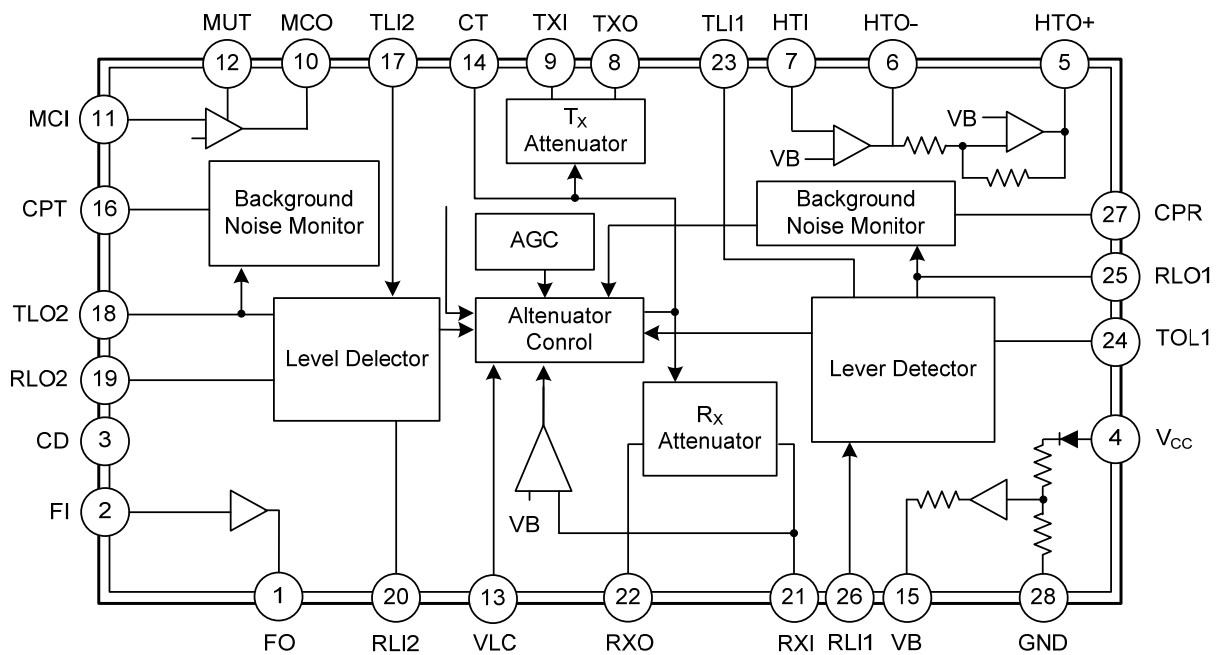 MUT MCO TLI2 CT TXI TXO TLI1 HTI HTO− HTO+
12 10 17 14 9 8 23 7 6 5
MCI 11
TX
Attenuator
VB
VB
CPT 16
Background
Noise Monitor
AGC
Background
Noise Monitor
27 CPR
25 RLO1
TLO2 18
Level Delector
Altenuator
Conrol
Lever Detector
24 TOL1
RLO2 19
RX
Attenuator
CD 3
4 VCC
FI 2
VB
1 20 13 22 21 26 15 28
FO RLI2 VLC RXO RXI RLI1 VB GND